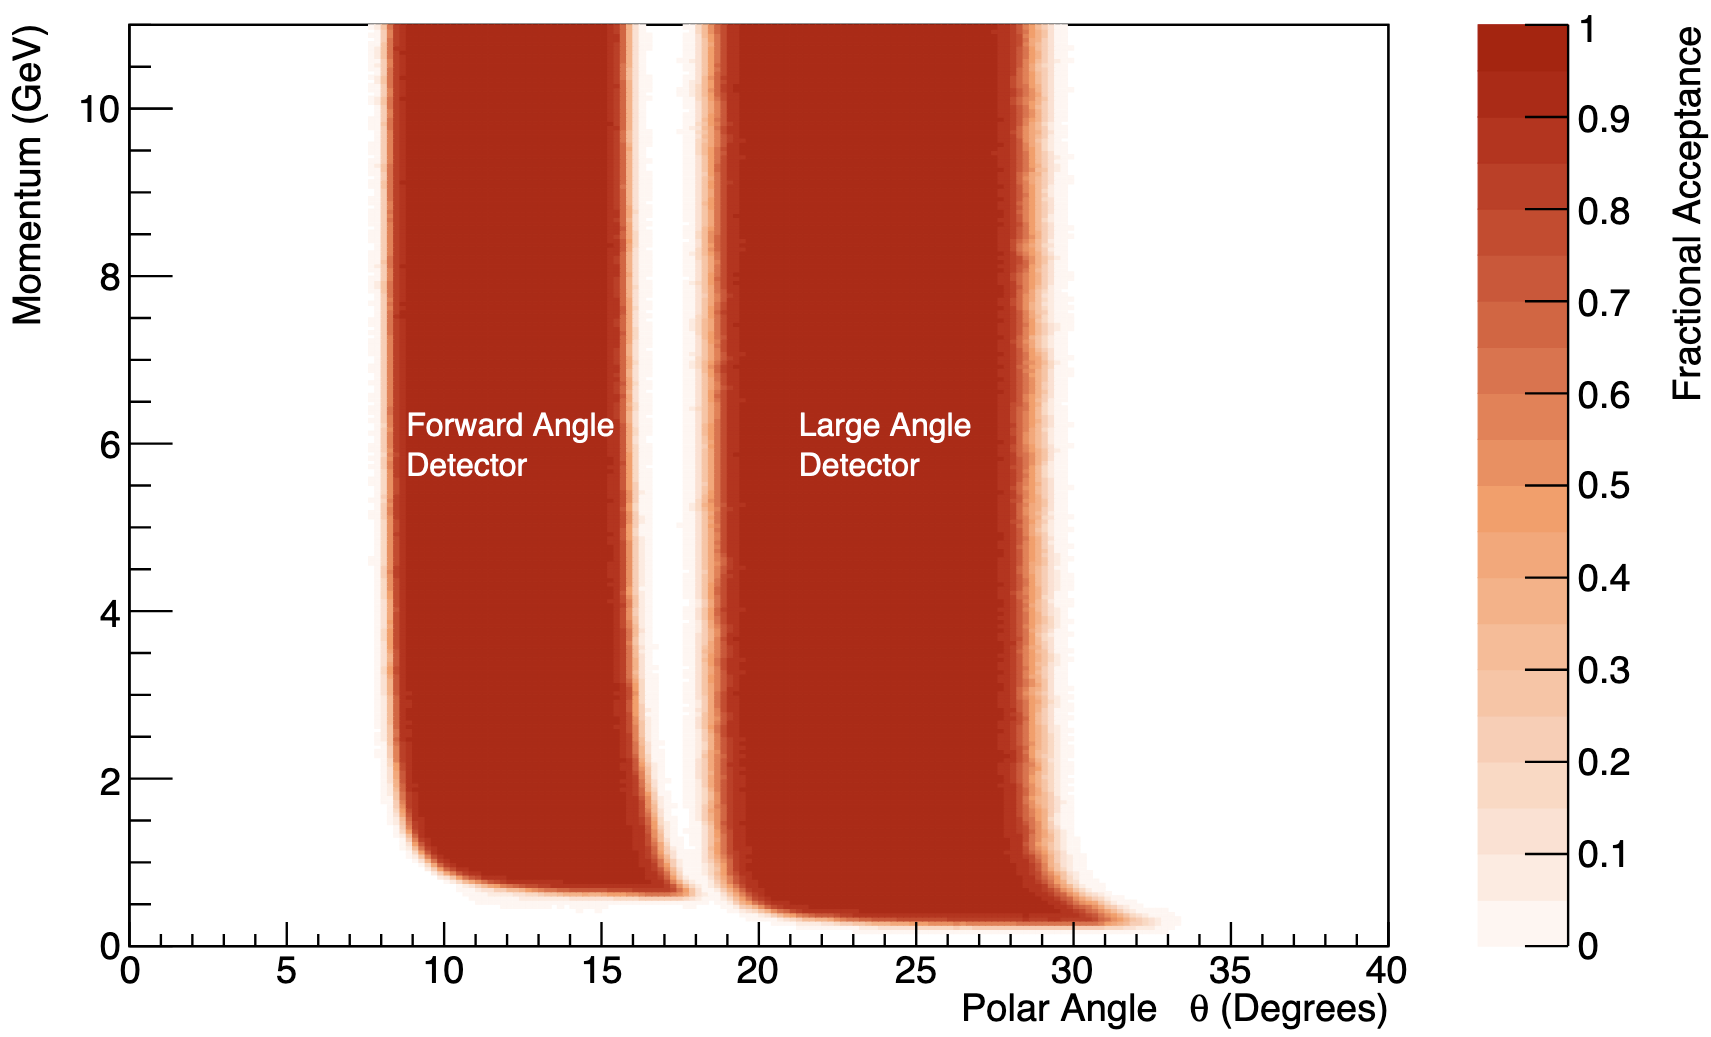 Momentum (GeV)
10
8
6
4
2
0
Forward Angle
Detector
Large Angle
Detector
0 5 10 15 20 25 30 35 40
Polar Angle θ (Degrees)
1
0.9
0.8
0.7
0.6
0.5
0.4
0.3
0.2
0.1
0
Fractional Acceptance